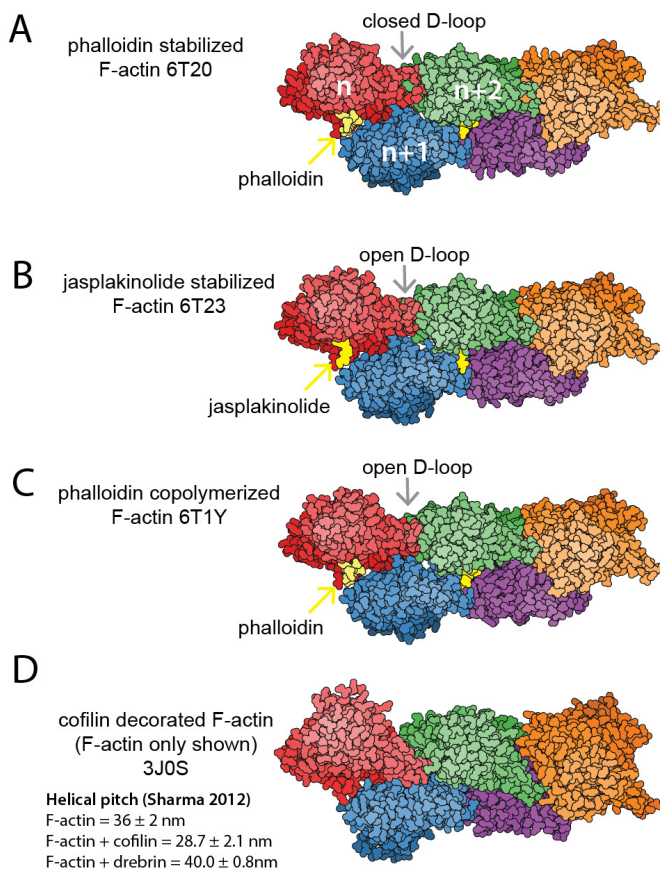 A
phalloidin stabilized
F-actin 6T20
closed D-loop
n
n+2
n+1
phalloidin
B
jasplakinolide stabilized
F-actin 6T23
open D-loop
jasplakinolide
C
phalloidin copolymerized
F-actin 6T1Y
open D-loop
phalloidin
D
cofilin decorated F-actin
(F-actin only shown)
3J0S
Helical pitch (Sharma 2012)
F-actin = 36 ± 2 nm
F-actin + cofilin = 28.7 ± 2.1 nm
F-actin + drebrin = 40.0 ± 0.8nm